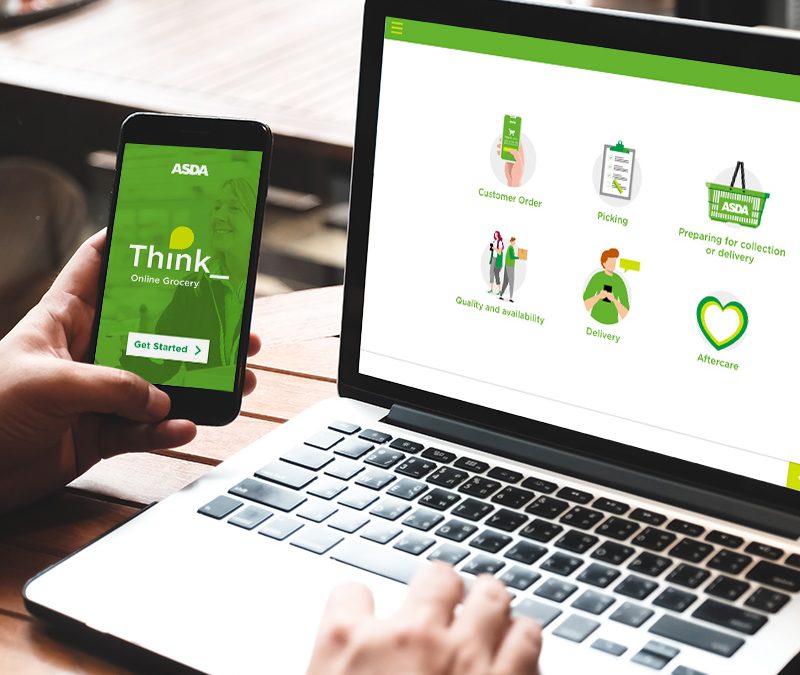 ASDA
Think_
Online Grocery
Get Started
Customer Order
Picking
ASDA
Preparing for collection
or delivery
Quality and availability
Delivery
Aftercare